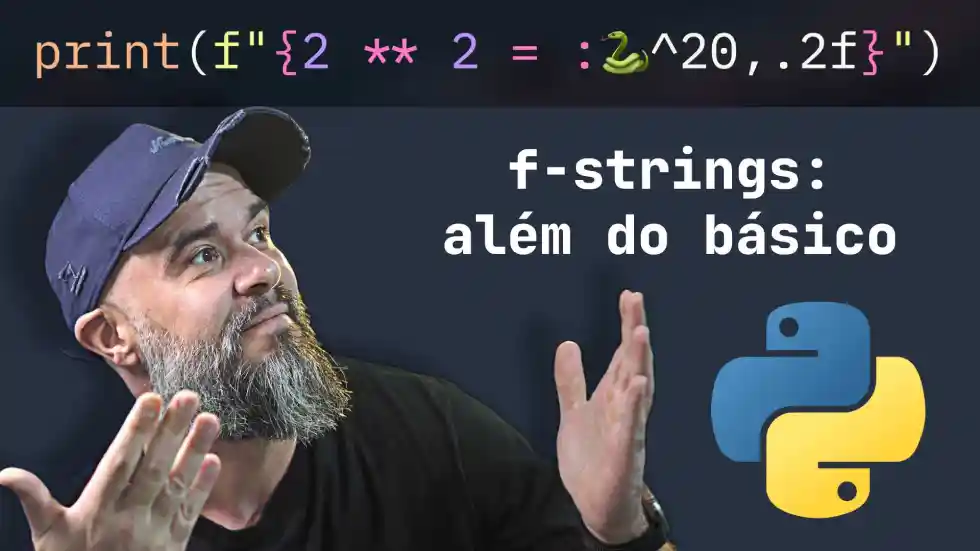 print(f"{2 ** 2 = :🐍^20,.2f}")
f-strings:
além do básico